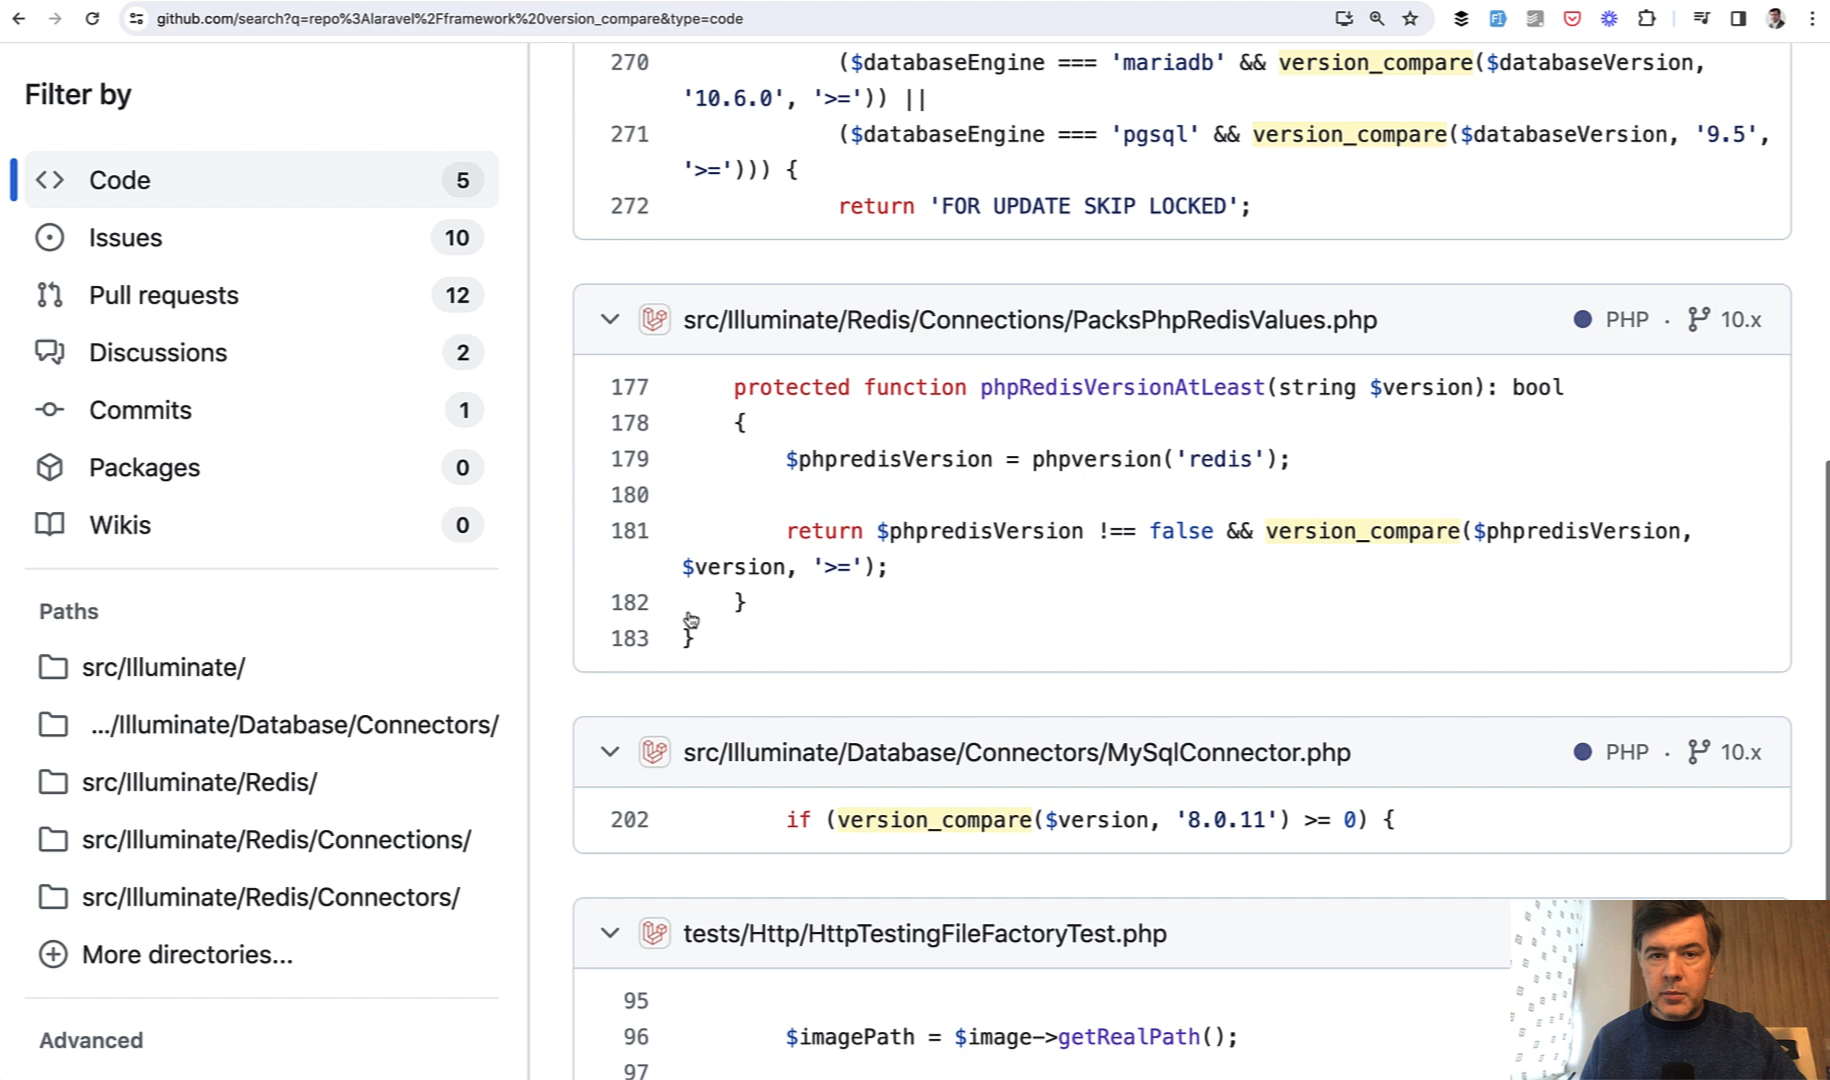 github.com/search?q=repo%3Alaravel%2Fframework%20version_compare&type=code
Filter by
Code 5
Issues 10
Pull requests 12
Discussions 2
Commits 1
Packages 0
Wikis 0
Paths
src/Illuminate/
.../Illuminate/Database/Connectors/
src/Illuminate/Redis/
src/Illuminate/Redis/Connections/
src/Illuminate/Redis/Connectors/
More directories...
Advanced
270 ($databaseEngine === 'mariadb' && version_compare($databaseVersion,
'10.6.0', '>=')) ||
271 ($databaseEngine === 'pgsql' && version_compare($databaseVersion, '9.5',
'>='))) {
272 return 'FOR UPDATE SKIP LOCKED';
src/Illuminate/Redis/Connections/PacksPhpRedisValues.php PHP · 10.x
177 protected function phpRedisVersionAtLeast(string $version): bool
178 {
179 $phpredisVersion = phpversion('redis');
180
181 return $phpredisVersion !== false && version_compare($phpredisVersion,
$version, '>=');
182 }
183 }
src/Illuminate/Database/Connectors/MySqlConnector.php PHP · 10.x
202 if (version_compare($version, '8.0.11') >= 0) {
tests/Http/HttpTestingFileFactoryTest.php
95
96 $imagePath = $image->getRealPath();
97